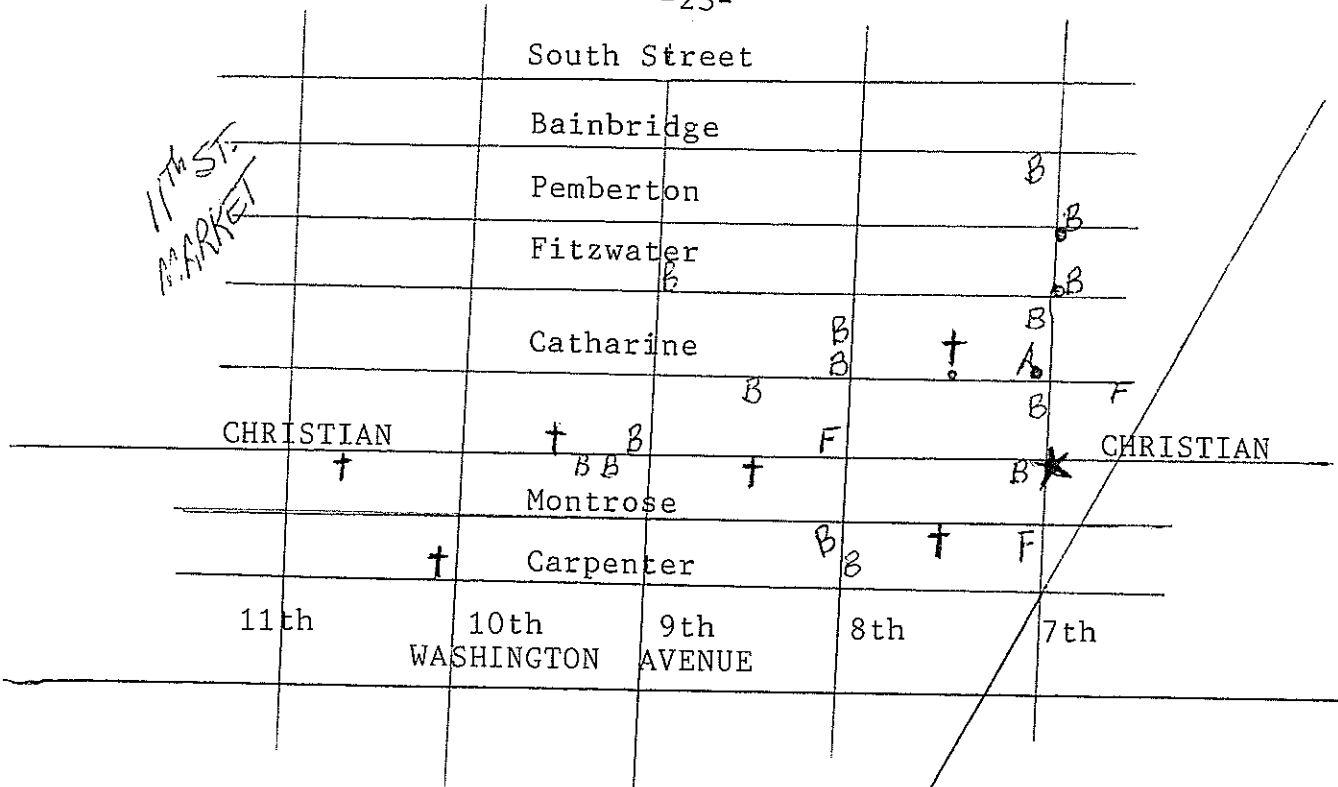 -25-
South Street
Bainbridge
11th ST.
MARKET
B
Pemberton
B
Fitzwater
B
B
B
B
Catharine
B
A
B
F
B
CHRISTIAN
B
F
CHRISTIAN
B B
B
Montrose
B
F
Carpenter
B
11th
10th
9th
8th
7th
WASHINGTON AVENUE